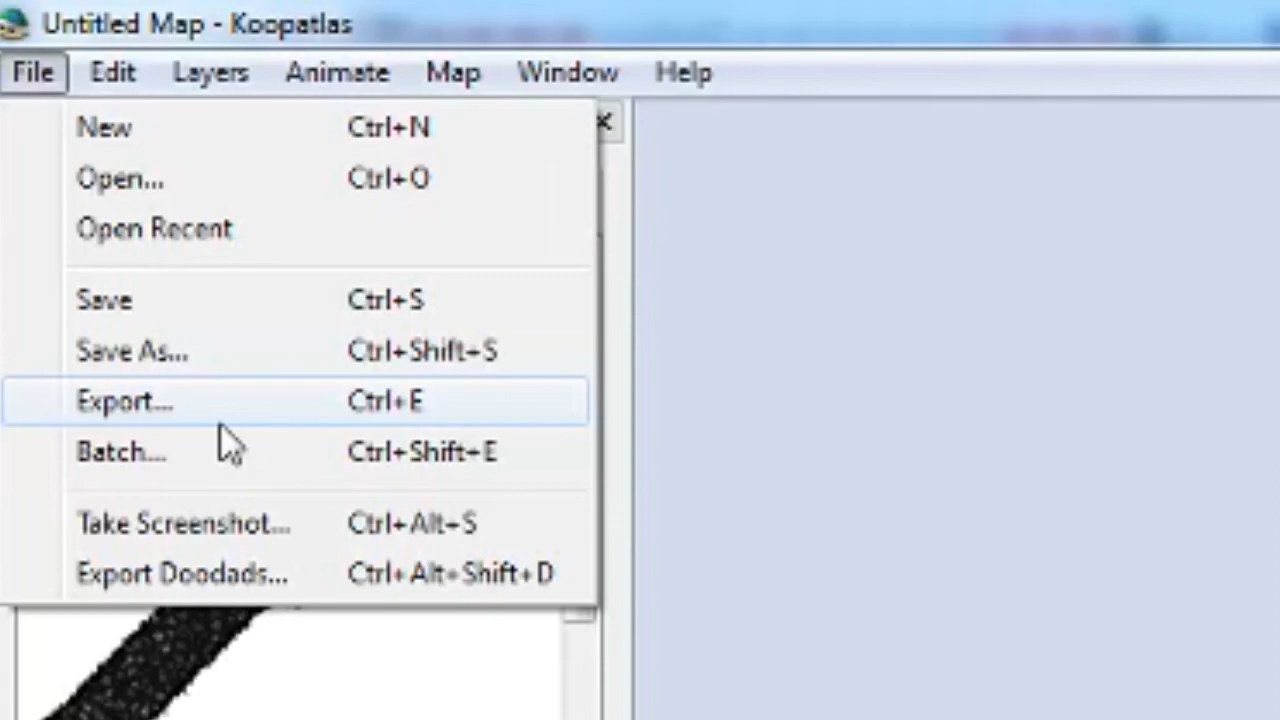 Untitled Map - Koopatlas
File Edit Layers Animate Map Window Help
New Ctrl+N
Open... Ctrl+O
Open Recent
Save Ctrl+S
Save As... Ctrl+Shift+S
Export... Ctrl+E
Batch... Ctrl+Shift+E
Take Screenshot... Ctrl+Alt+S
Export Doodads... Ctrl+Alt+Shift+D